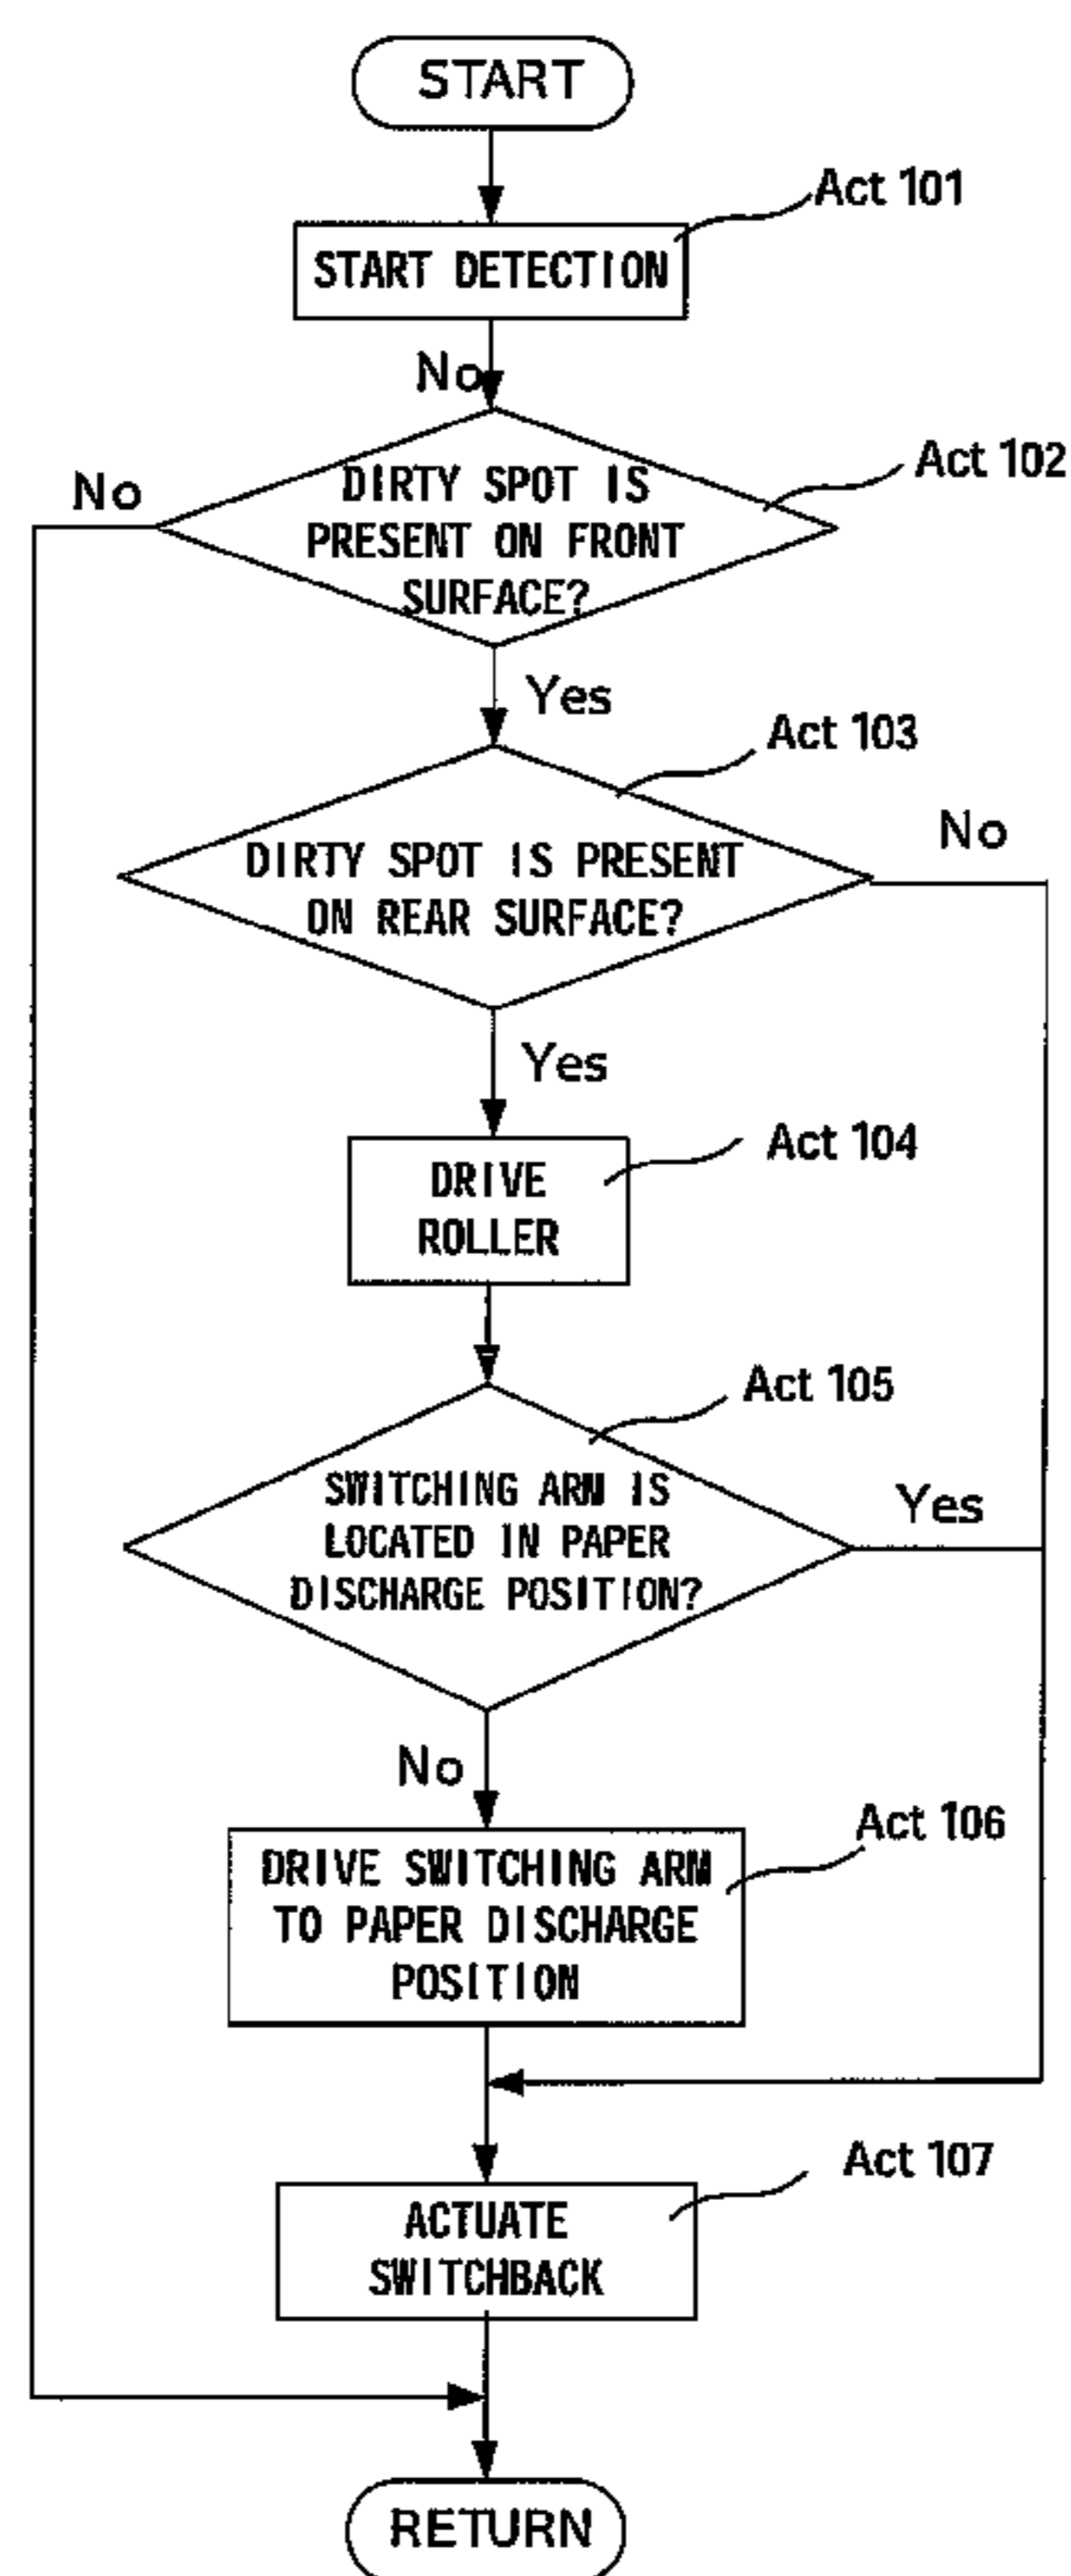 START
Act 101
START DETECTION
No
No
Act 102
DIRTY SPOT IS
PRESENT ON FRONT
SURFACE?
Yes
Act 103
No
DIRTY SPOT IS PRESENT
ON REAR SURFACE?
Yes
Act 104
DRIVE
ROLLER
Act 105
SWITCHING ARM IS
LOCATED IN PAPER
DISCHARGE POSITION?
Yes
No
Act 106
DRIVE SWITCHING ARM
TO PAPER DISCHARGE
POSITION
Act 107
ACTUATE
SWITCHBACK
RETURN